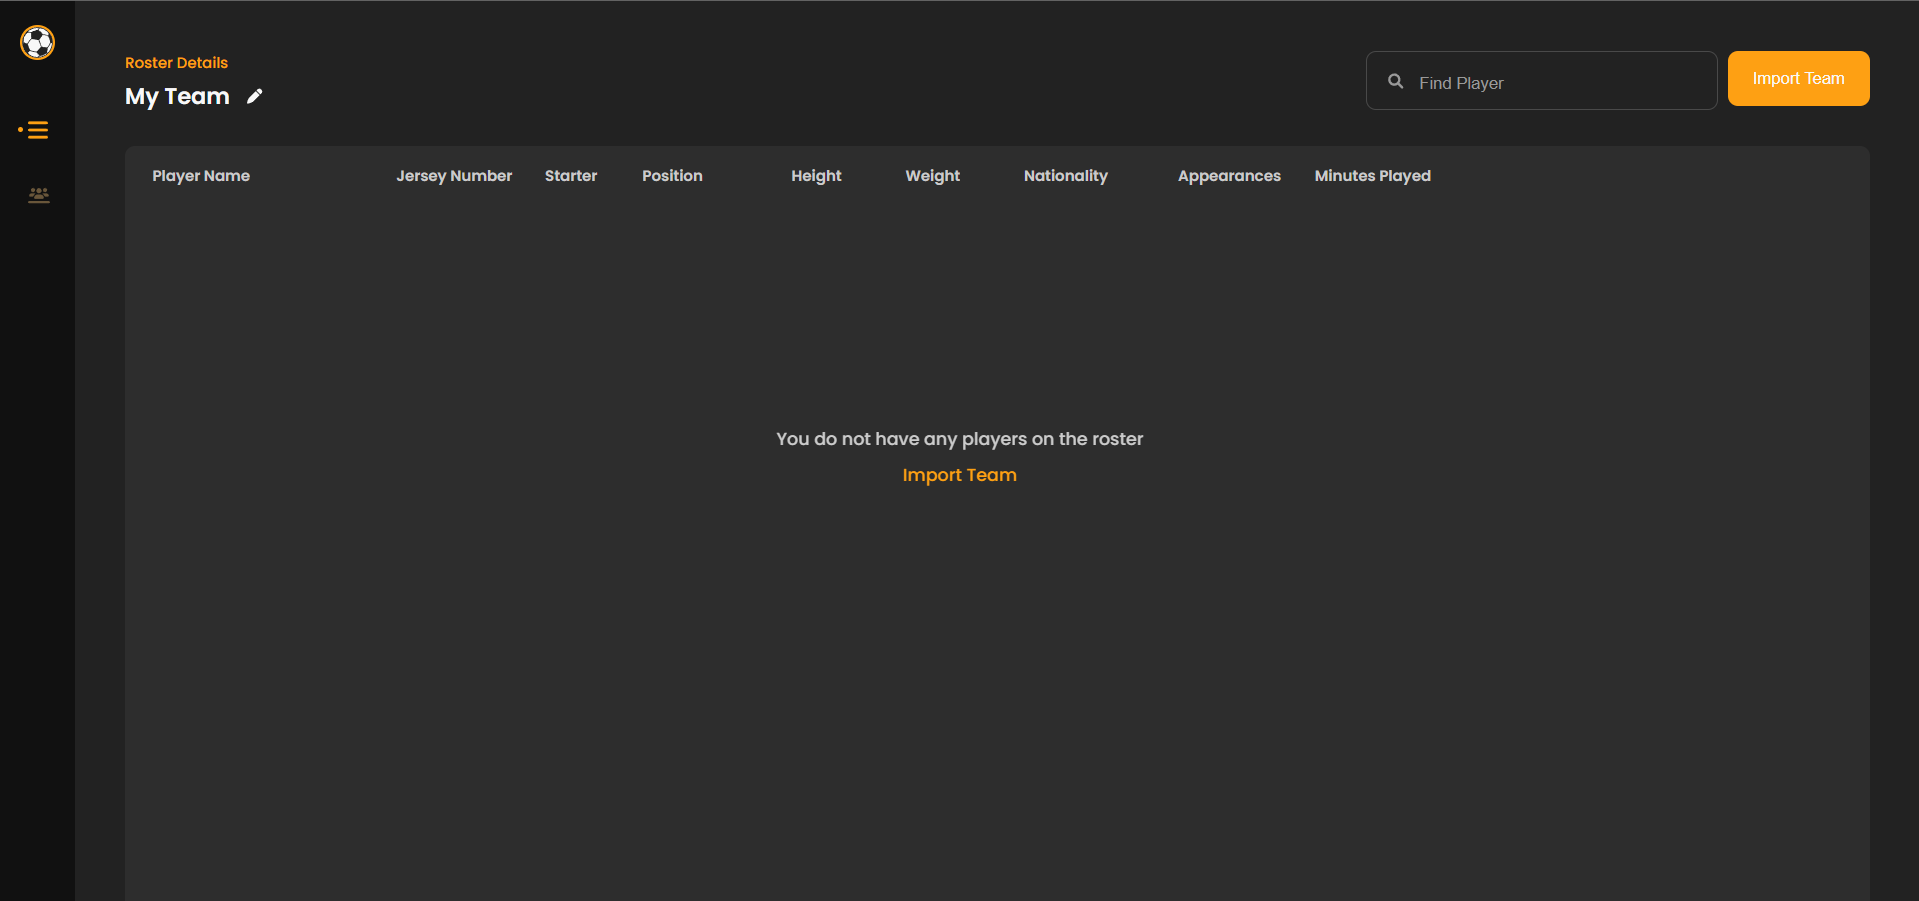 Roster Details
My Team
Find Player
Import Team
Player Name Jersey Number Starter Position Height Weight Nationality Appearances Minutes Played
You do not have any players on the roster
Import Team